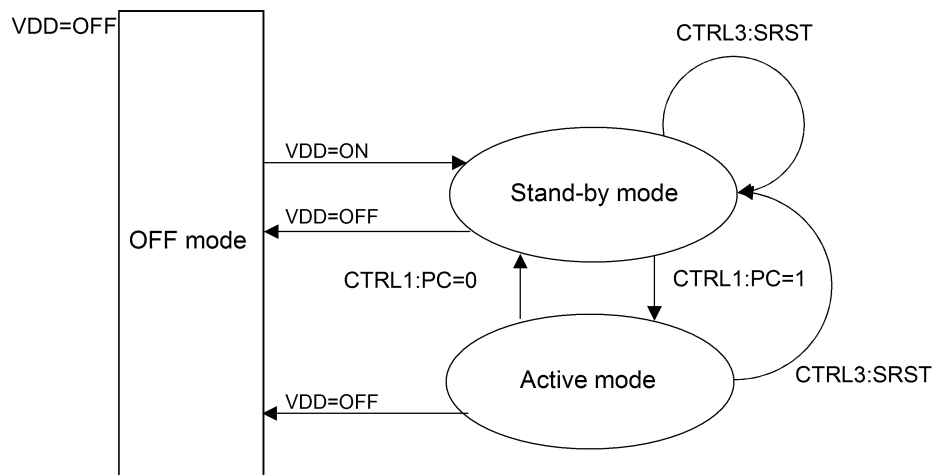 VDD=OFF
CTRL3:SRST
VDD=ON
Stand-by mode
VDD=OFF
OFF mode
CTRL1:PC=0
CTRL1:PC=1
Active mode
CTRL3:SRST
VDD=OFF